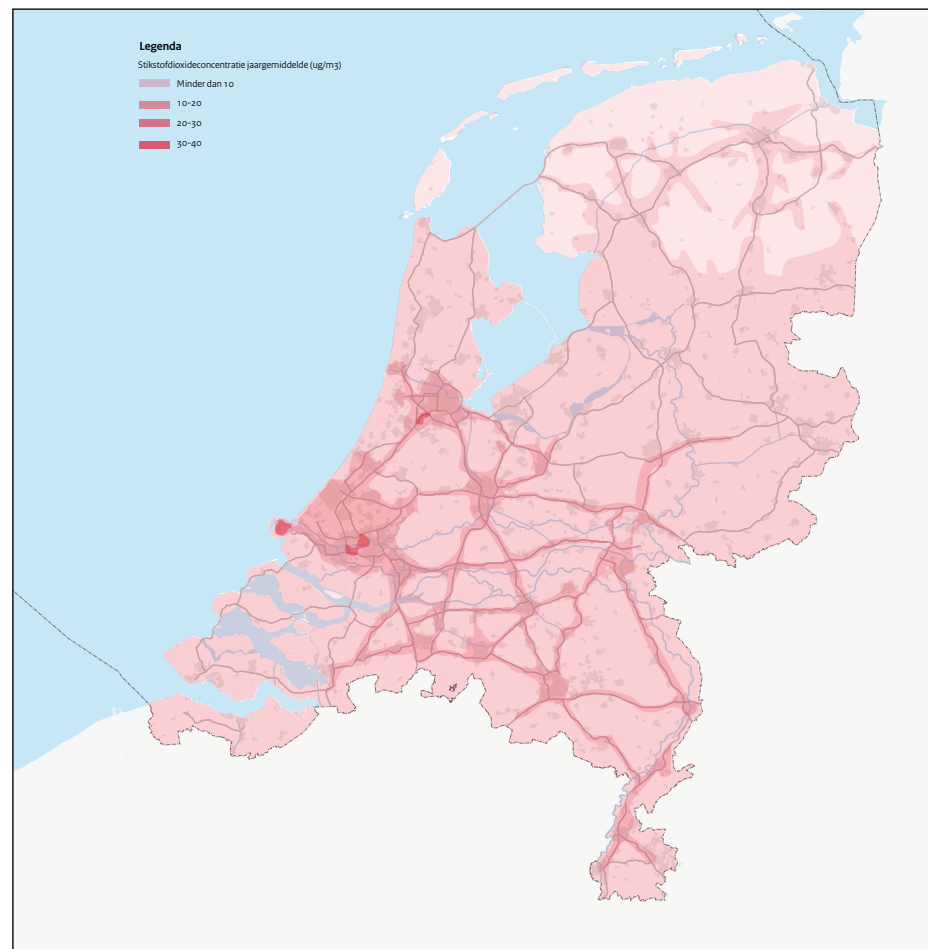 Legenda
Stikstofdioxideconcentratie jaargemiddelde (ug/m3)
Minder dan 10
10-20
20-30
30-40